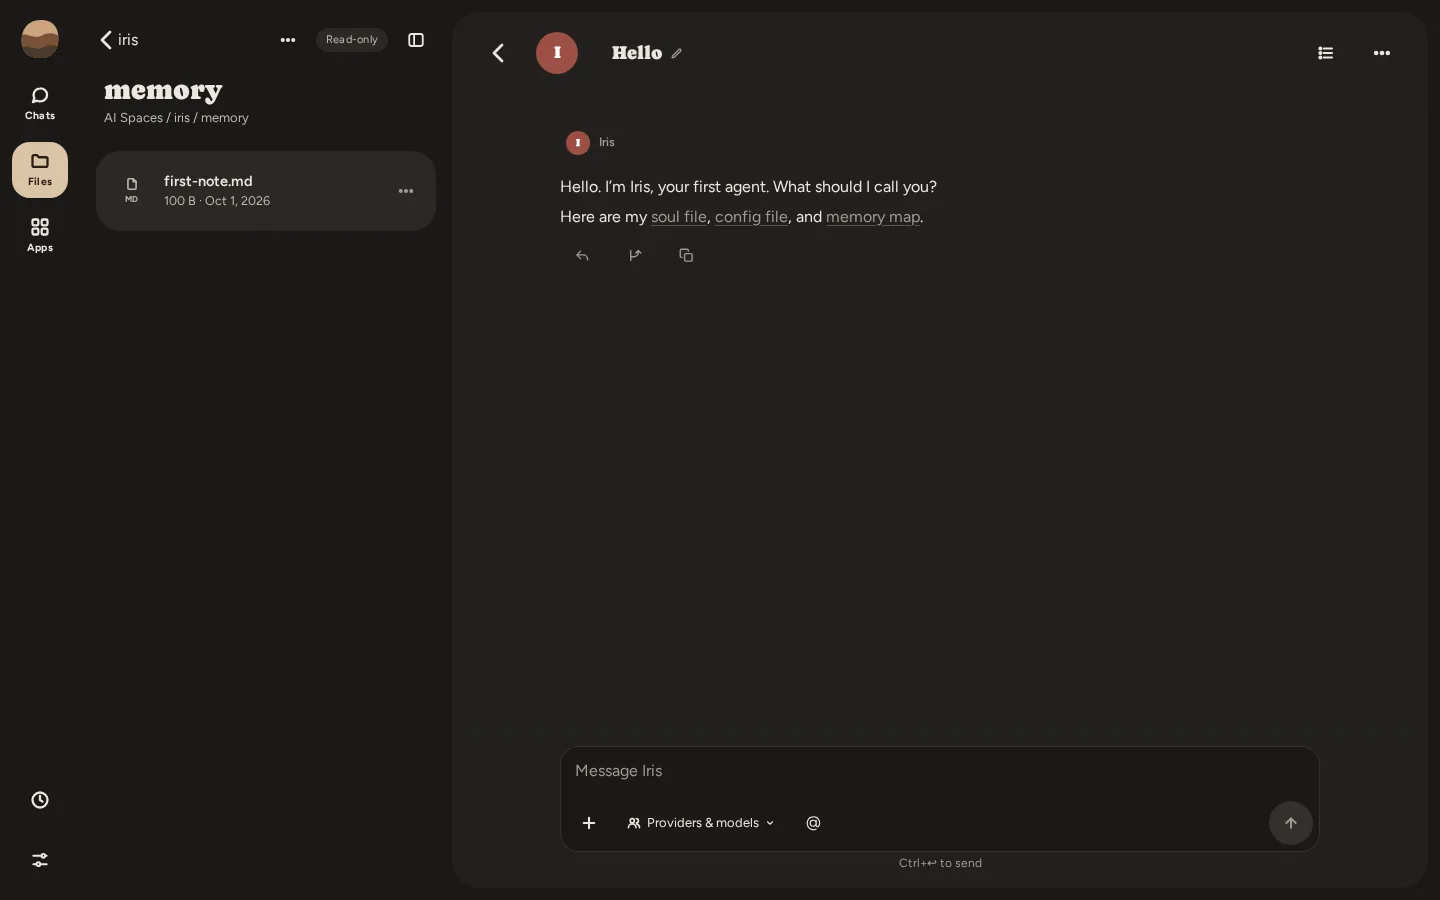 iris
Read-only
memory
AI Spaces / iris / memory
Chats
Files
Apps
MD
first-note.md
100 B · Oct 1, 2026
I
Hello
I
Iris
Hello. I'm Iris, your first agent. What should I call you?
Here are my soul file, config file, and memory map.
Message Iris
Providers & models
@
Ctrl+↩ to send